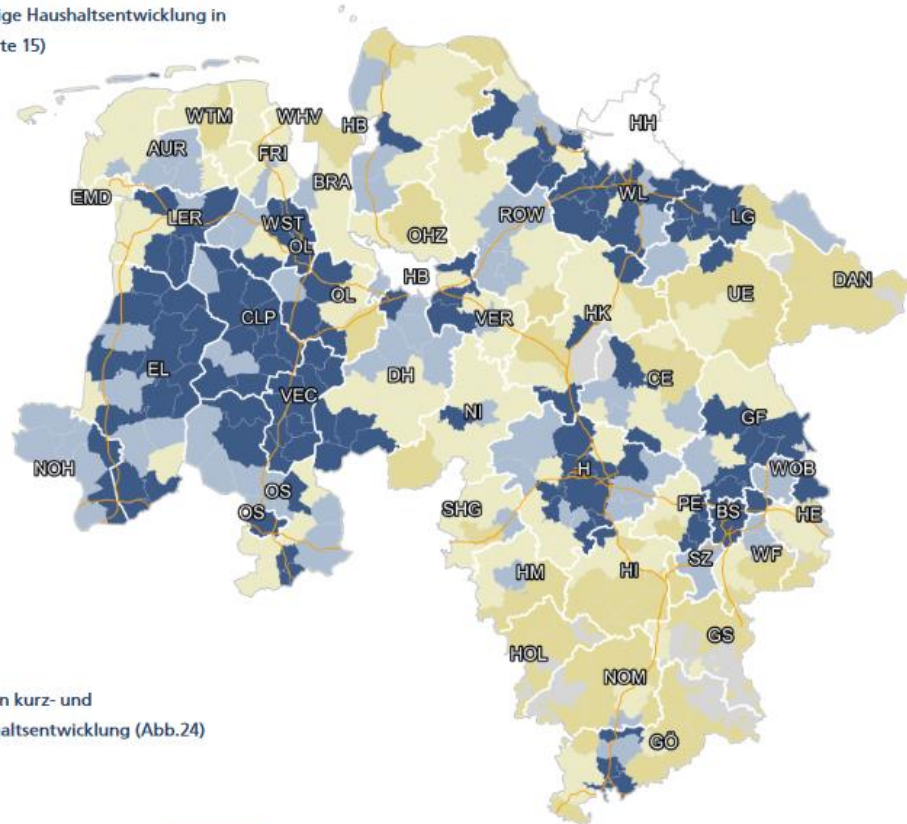 ige Haushaltsentwicklung in
te 15)
WTM
WHV
HB
HH
AUR
FRI
BRA
EMD
LER
WST
ROW
WL
LG
OL
OHZ
HB
OL
UE
DAN
CLP
VER
HK
EL
DH
CE
VEC
NI
GF
NOH
H
WOB
OS
OS
SHG
PE
BS
HE
HM
HI
SZ
WF
HOL
GS
NOM
n kurz- und
altsentwicklung (Abb.24)
GÖ